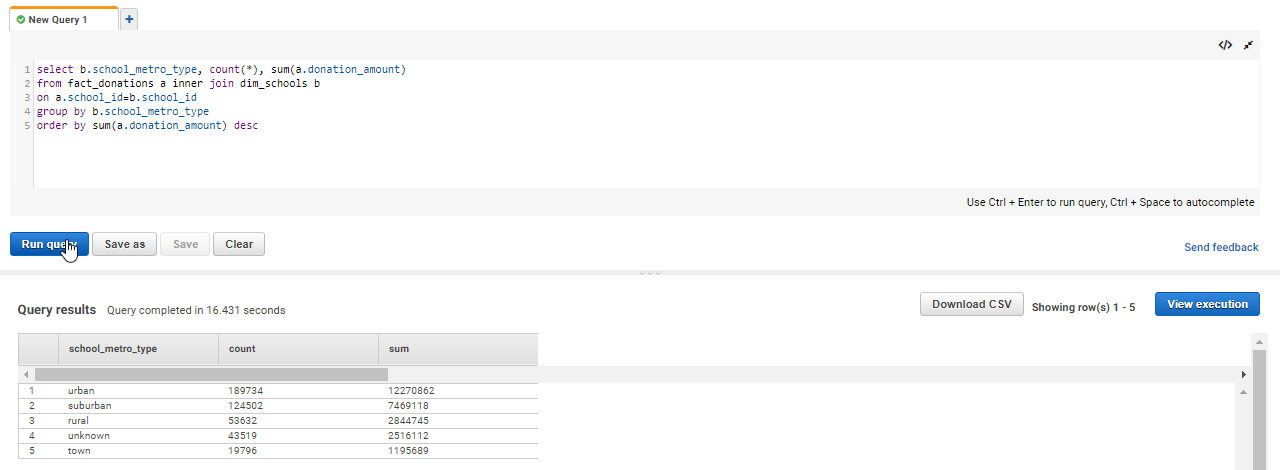 New Query 1
1 select b.school_metro_type, count(*), sum(a.donation_amount)
2 from fact_donations a inner join dim_schools b
3 on a.school_id=b.school_id
4 group by b.school_metro_type
5 order by sum(a.donation_amount) desc
Use Ctrl + Enter to run query, Ctrl + Space to autocomplete
Run query Save as Save Clear Send feedback
Query results Query completed in 16.431 seconds Download CSV Showing row(s) 1 - 5 View execution
school_metro_type count sum
1 urban 189734 12270862
2 suburban 124502 7469118
3 rural 53632 2844745
4 unknown 43519 2516112
5 town 19796 1195689